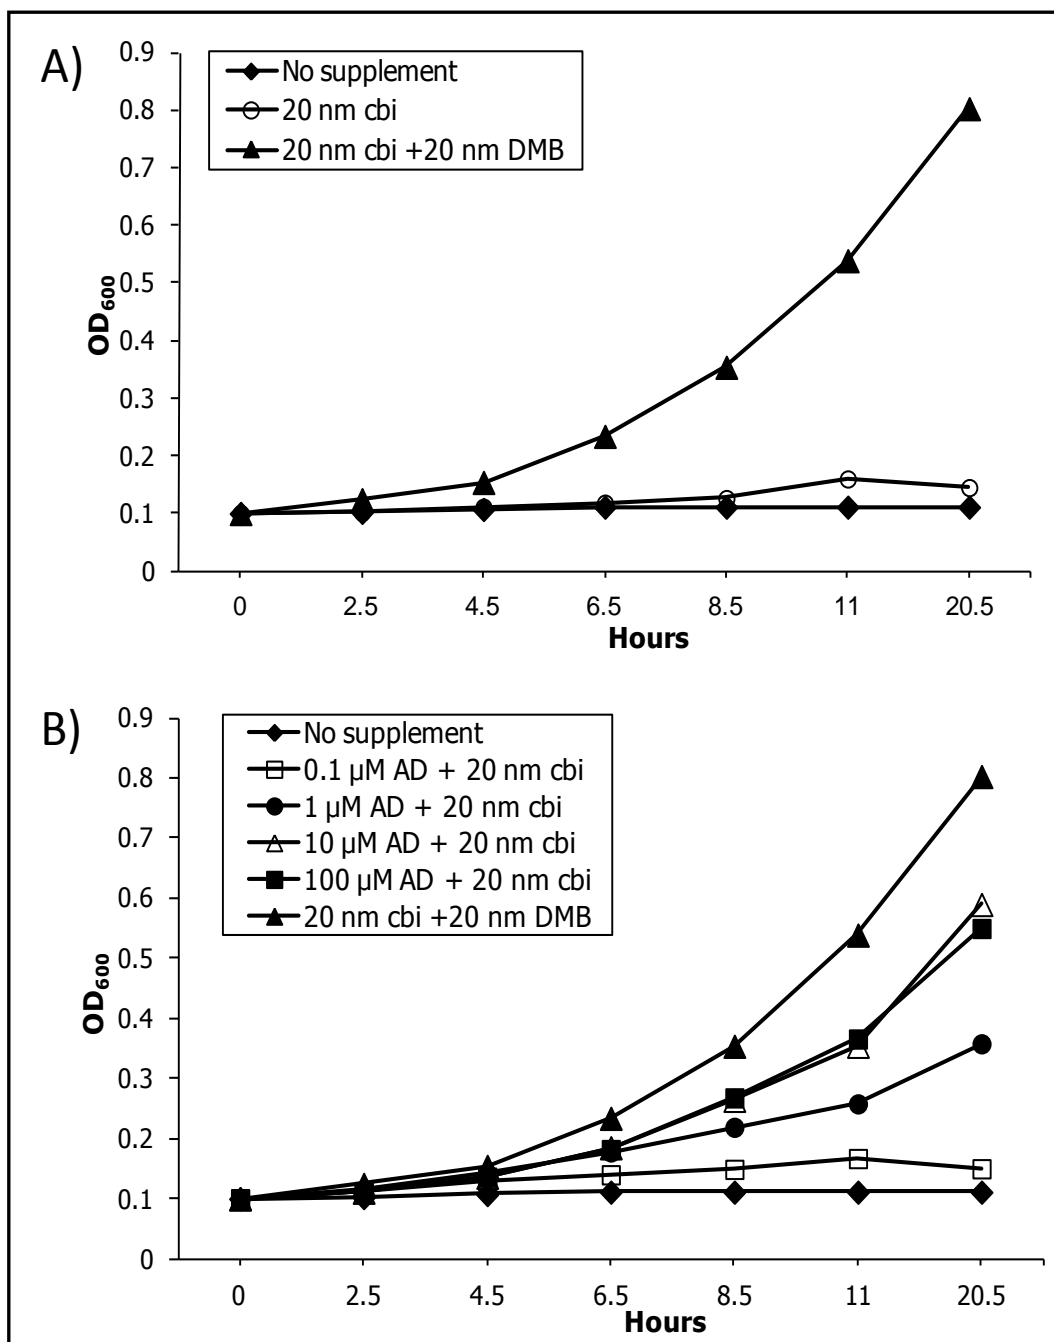 A)
No supplement
20 nm cbi
20 nm cbi +20 nm DMB
0.9
0.8
0.7
0.6
0.5
0.4
0.3
0.2
0.1
0
OD600
0 2.5 4.5 6.5 8.5 11 20.5
Hours
B)
No supplement
0.1 µM AD + 20 nm cbi
1 µM AD + 20 nm cbi
10 µM AD + 20 nm cbi
100 µM AD + 20 nm cbi
20 nm cbi +20 nm DMB
0.9
0.8
0.7
0.6
0.5
0.4
0.3
0.2
0.1
0
OD600
0 2.5 4.5 6.5 8.5 11 20.5
Hours